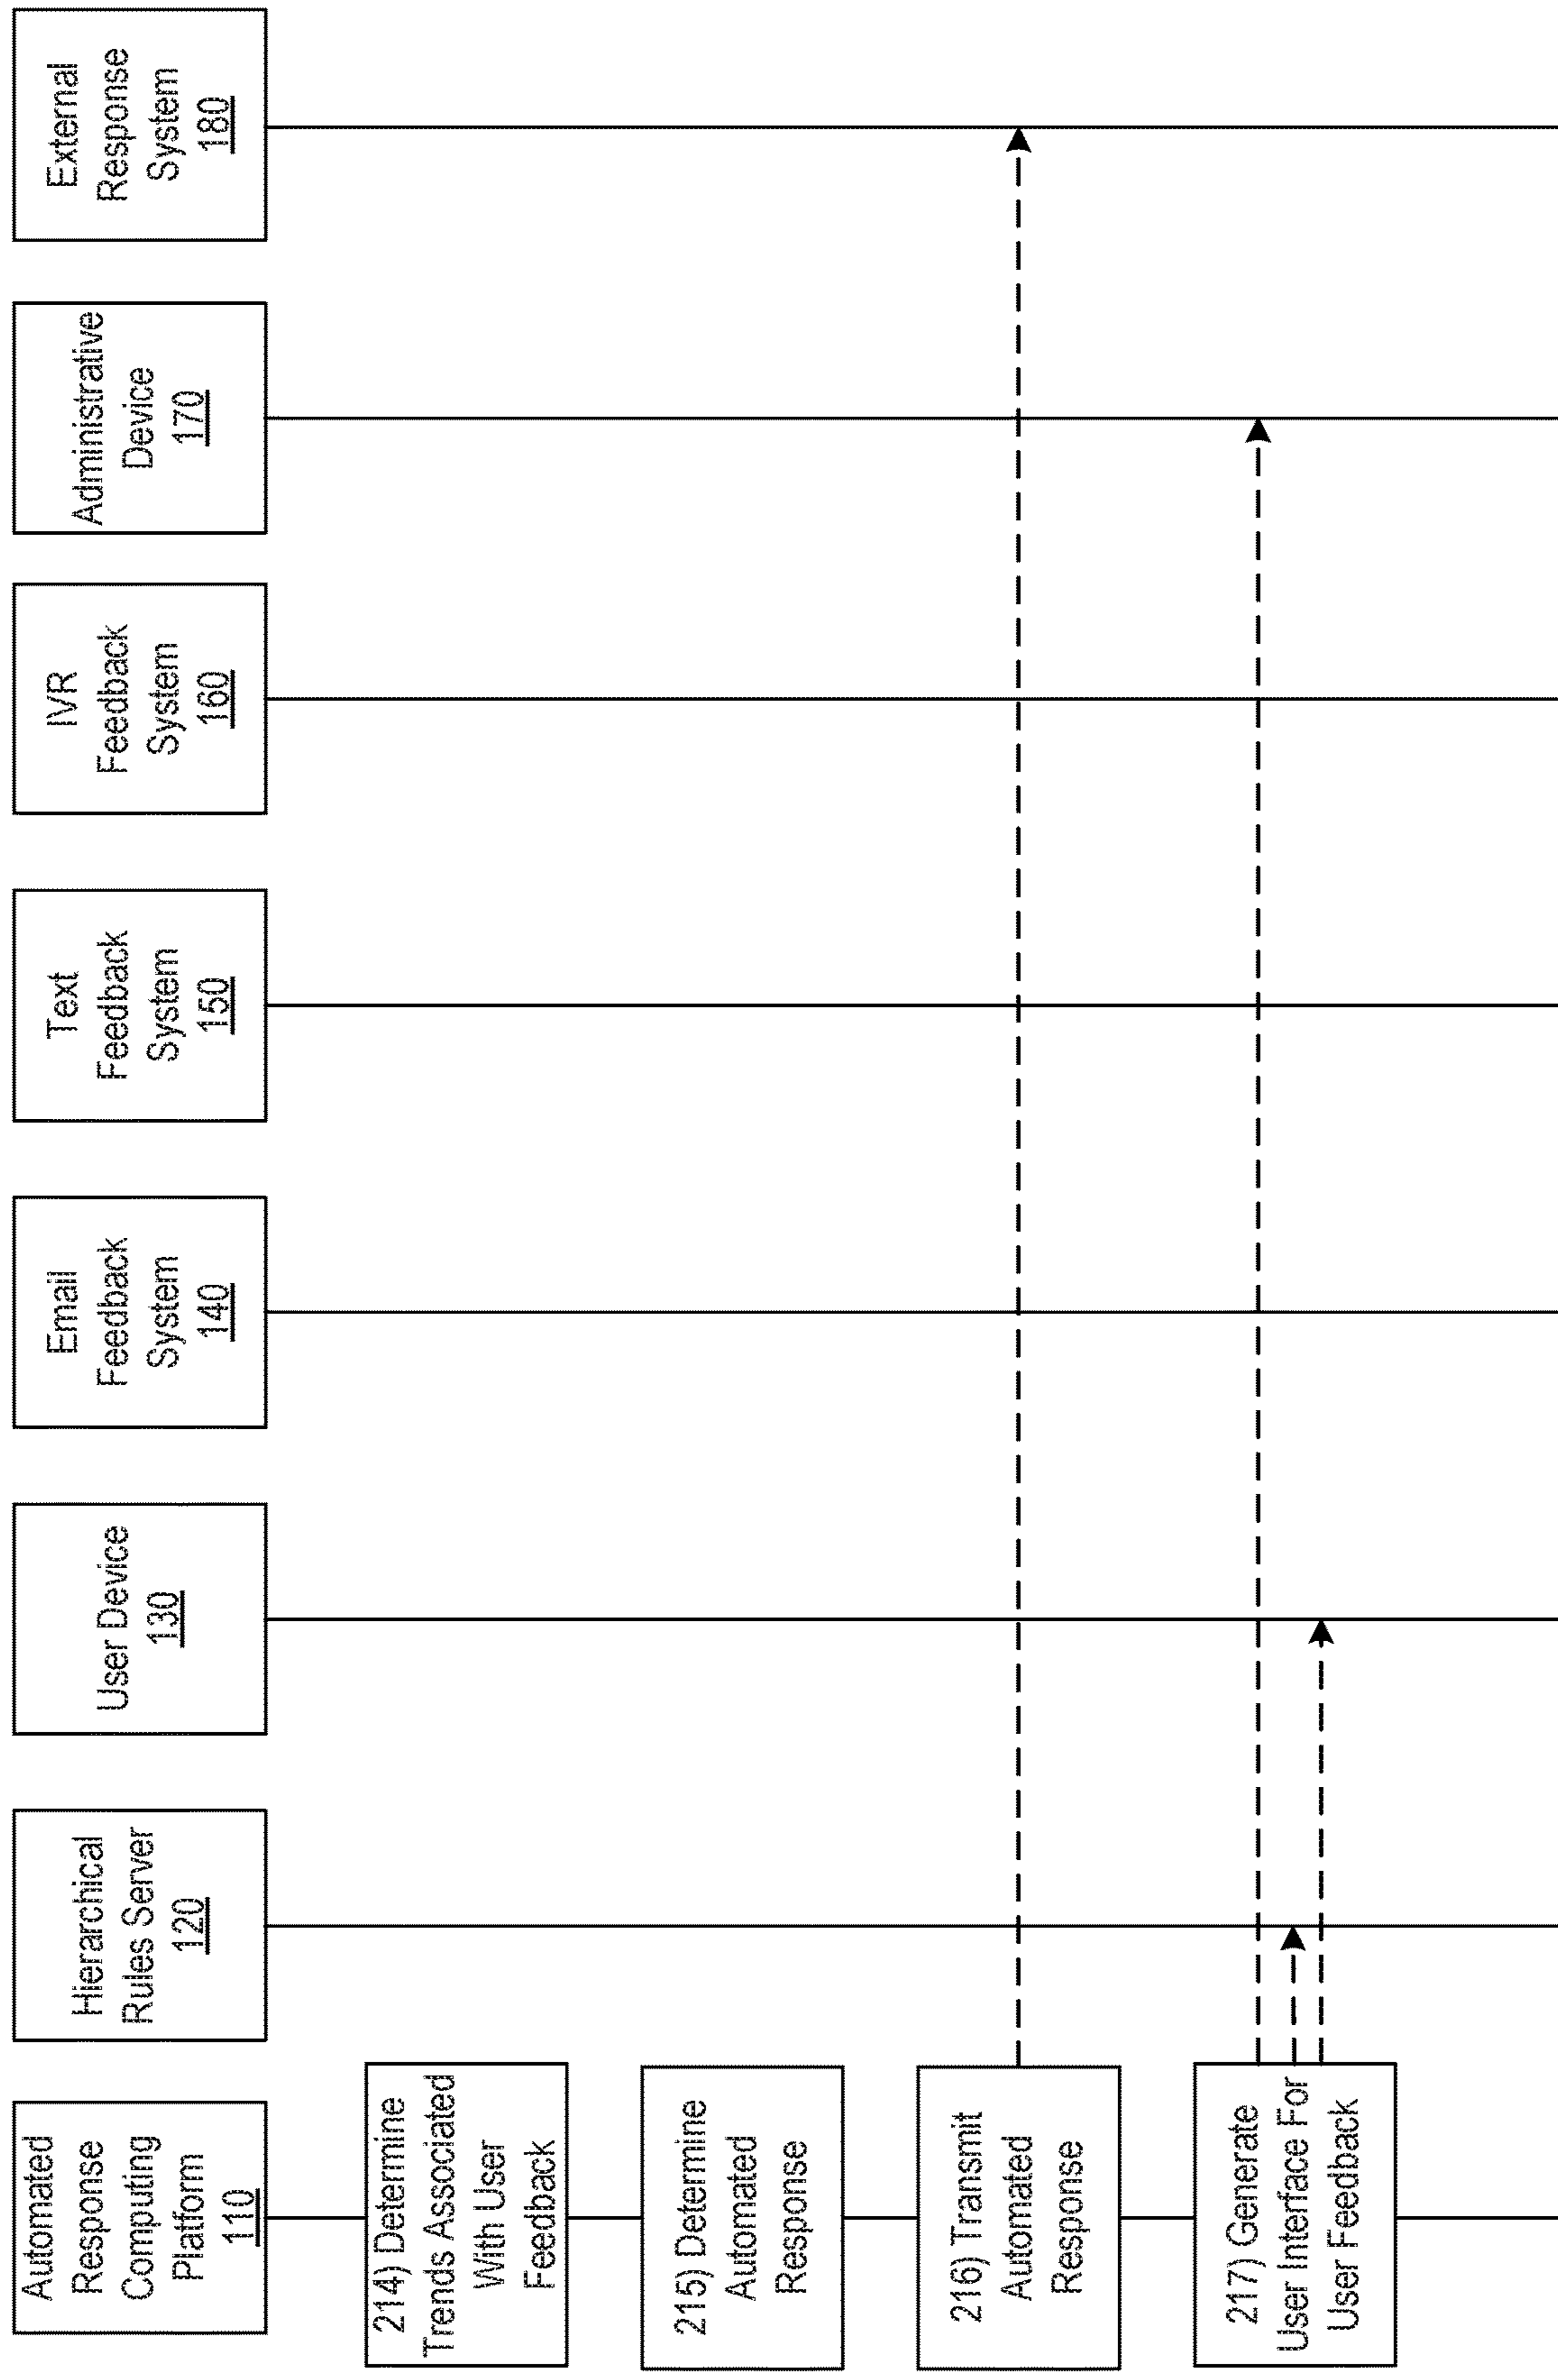 Automated
Response
Computing
Platform
110
Hierarchical
Rules Server
120
User Device
130
Email
Feedback
System
140
Text
Feedback
System
150
IVR
Feedback
System
160
Administrative
Device
170
External
Response
System
180
214) Determine
Trends Associated
With User
Feedback
215) Determine
Automated
Response
216) Transmit
Automated
Response
217) Generate
User Interface For
User Feedback